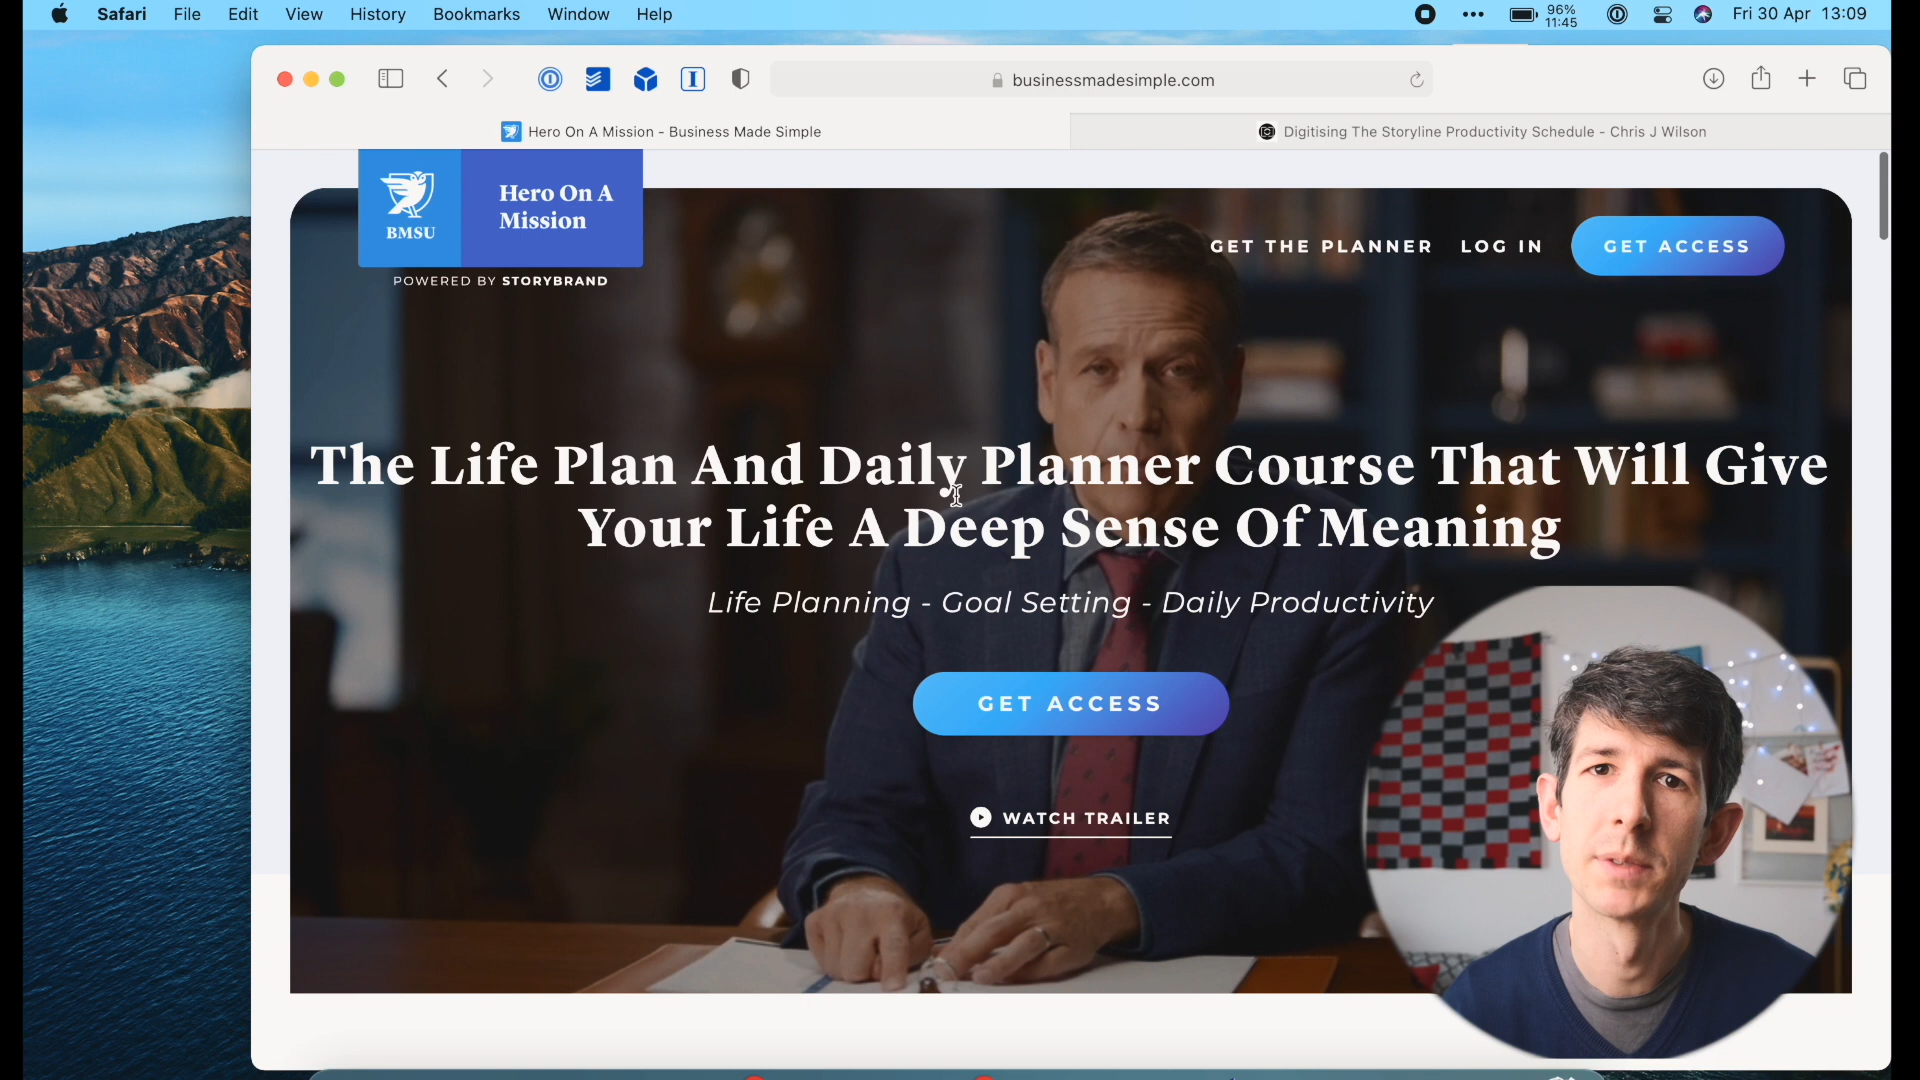 Safari File Edit View History Bookmarks Window Help
96%
11:45
Fri 30 Apr 13:09
businessmadesimple.com
Hero On A Mission - Business Made Simple
Digitising The Storyline Productivity Schedule - Chris J Wilson
BMSU
Hero On A
Mission
POWERED BY STORYBRAND
GET THE PLANNER
LOG IN
GET ACCESS
The Life Plan And Daily Planner Course That Will Give
Your Life A Deep Sense Of Meaning
Life Planning - Goal Setting - Daily Productivity
GET ACCESS
WATCH TRAILER